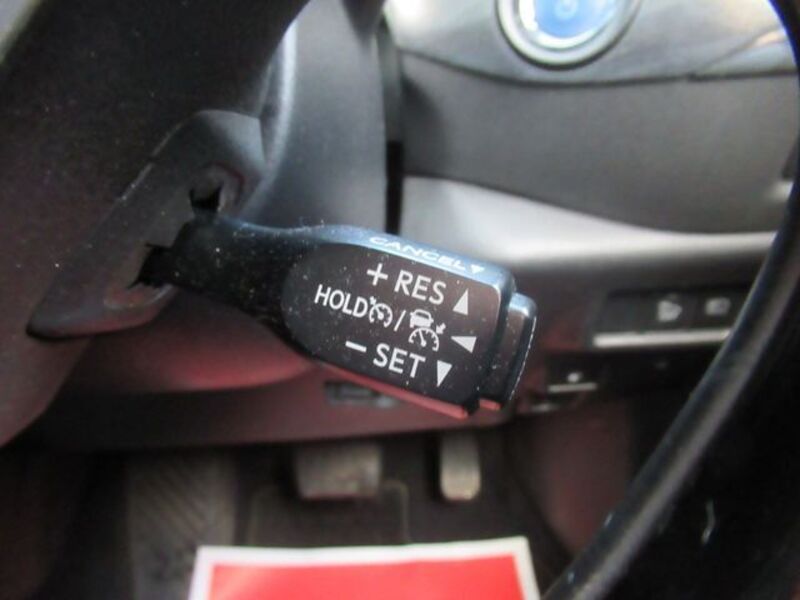 CANCEL▼
+ RES ▲
HOLD / ◀
− SET ▼